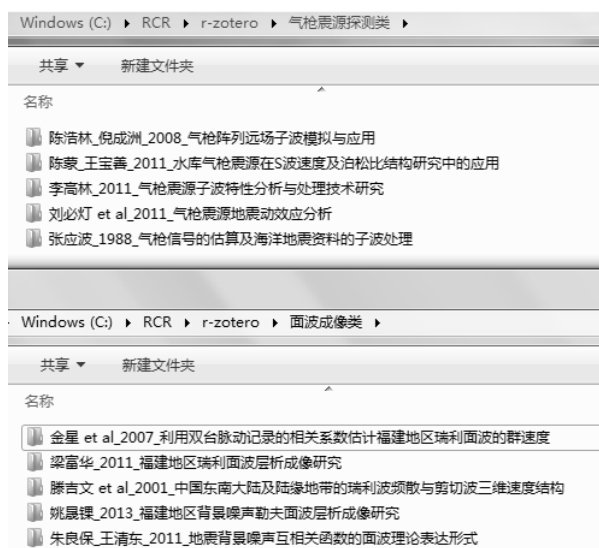 Windows (C:) ▸ RCR ▸ r-zotero ▸ 气枪震源探测类 ▸
共享 ▼ 新建文件夹
名称
陈浩林_倪成洲_2008_气枪阵列远场子波模拟与应用
陈蒙_王宝善_2011_水库气枪震源在S波速度及泊松比结构研究中的应用
李高林_2011_气枪震源子波特性分析与处理技术研究
刘必灯 et al_2011_气枪震源地震动效应分析
张应波_1988_气枪信号的估算及海洋地震资料的子波处理
Windows (C:) ▸ RCR ▸ r-zotero ▸ 面波成像类 ▸
共享 ▼ 新建文件夹
名称
金星 et al_2007_利用双台脉动记录的相关系数估计福建地区瑞利面波的群速度
梁富华_2011_福建地区瑞利面波层析成像研究
滕吉文 et al_2001_中国东南大陆及陆缘地带的瑞利波频散与剪切波三维速度结构
姚晟锞_2013_福建地区背景噪声勒夫面波层析成像研究
朱良保_王清东_2011_地震背景噪声互相关函数的面波理论表达形式